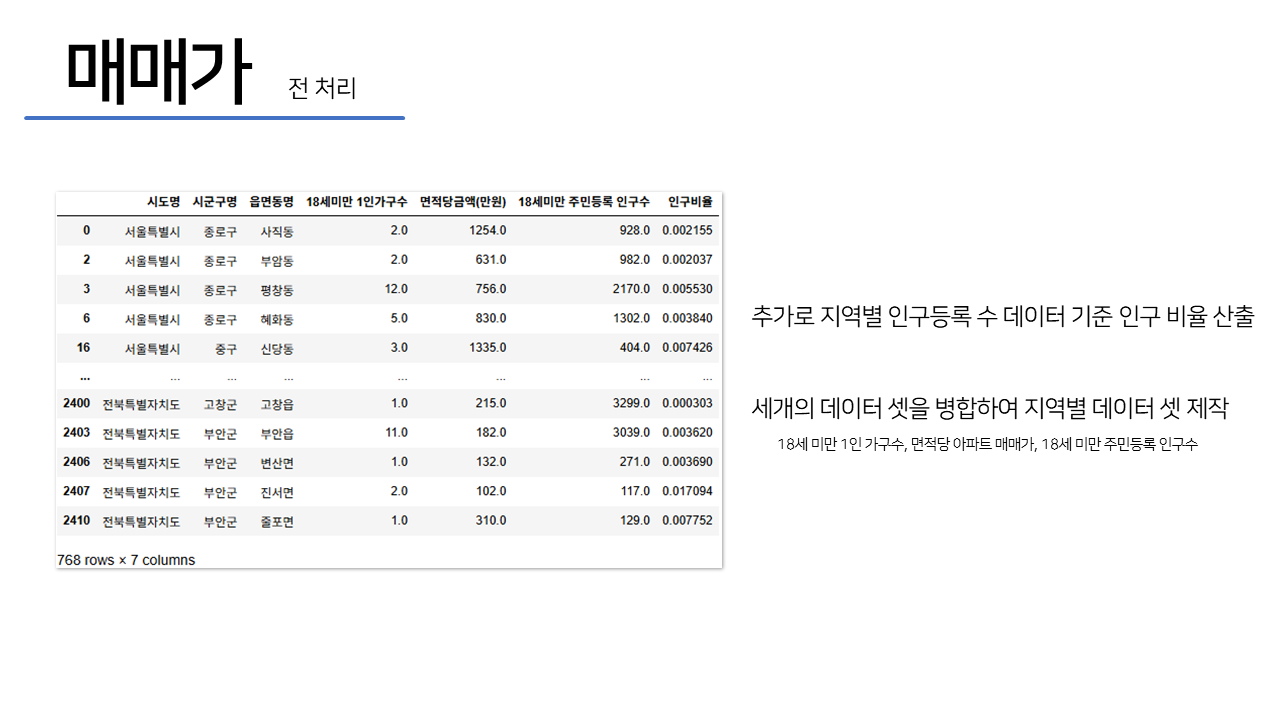 매매가 전 처리
시도명 시군구명 읍면동명 18세미만 1인가구수 면적당금액(만원) 18세미만 주민등록 인구수 인구비율
0 서울특별시 종로구 사직동 2.0 1254.0 928.0 0.002155
2 서울특별시 종로구 부암동 2.0 631.0 982.0 0.002037
3 서울특별시 종로구 평창동 12.0 756.0 2170.0 0.005530
6 서울특별시 종로구 혜화동 5.0 830.0 1302.0 0.003840
16 서울특별시 중구 신당동 3.0 1335.0 404.0 0.007426
... ... ... ... ... ... ... ...
2400 전북특별자치도 고창군 고창읍 1.0 215.0 3299.0 0.000303
2403 전북특별자치도 부안군 부안읍 11.0 182.0 3039.0 0.003620
2406 전북특별자치도 부안군 변산면 1.0 132.0 271.0 0.003690
2407 전북특별자치도 부안군 진서면 2.0 102.0 117.0 0.017094
2410 전북특별자치도 부안군 줄포면 1.0 310.0 129.0 0.007752
768 rows × 7 columns
추가로 지역별 인구등록 수 데이터 기준 인구 비율 산출
세개의 데이터 셋을 병합하여 지역별 데이터 셋 제작
18세 미만 1인 가구수, 면적당 아파트 매매가, 18세 미만 주민등록 인구수